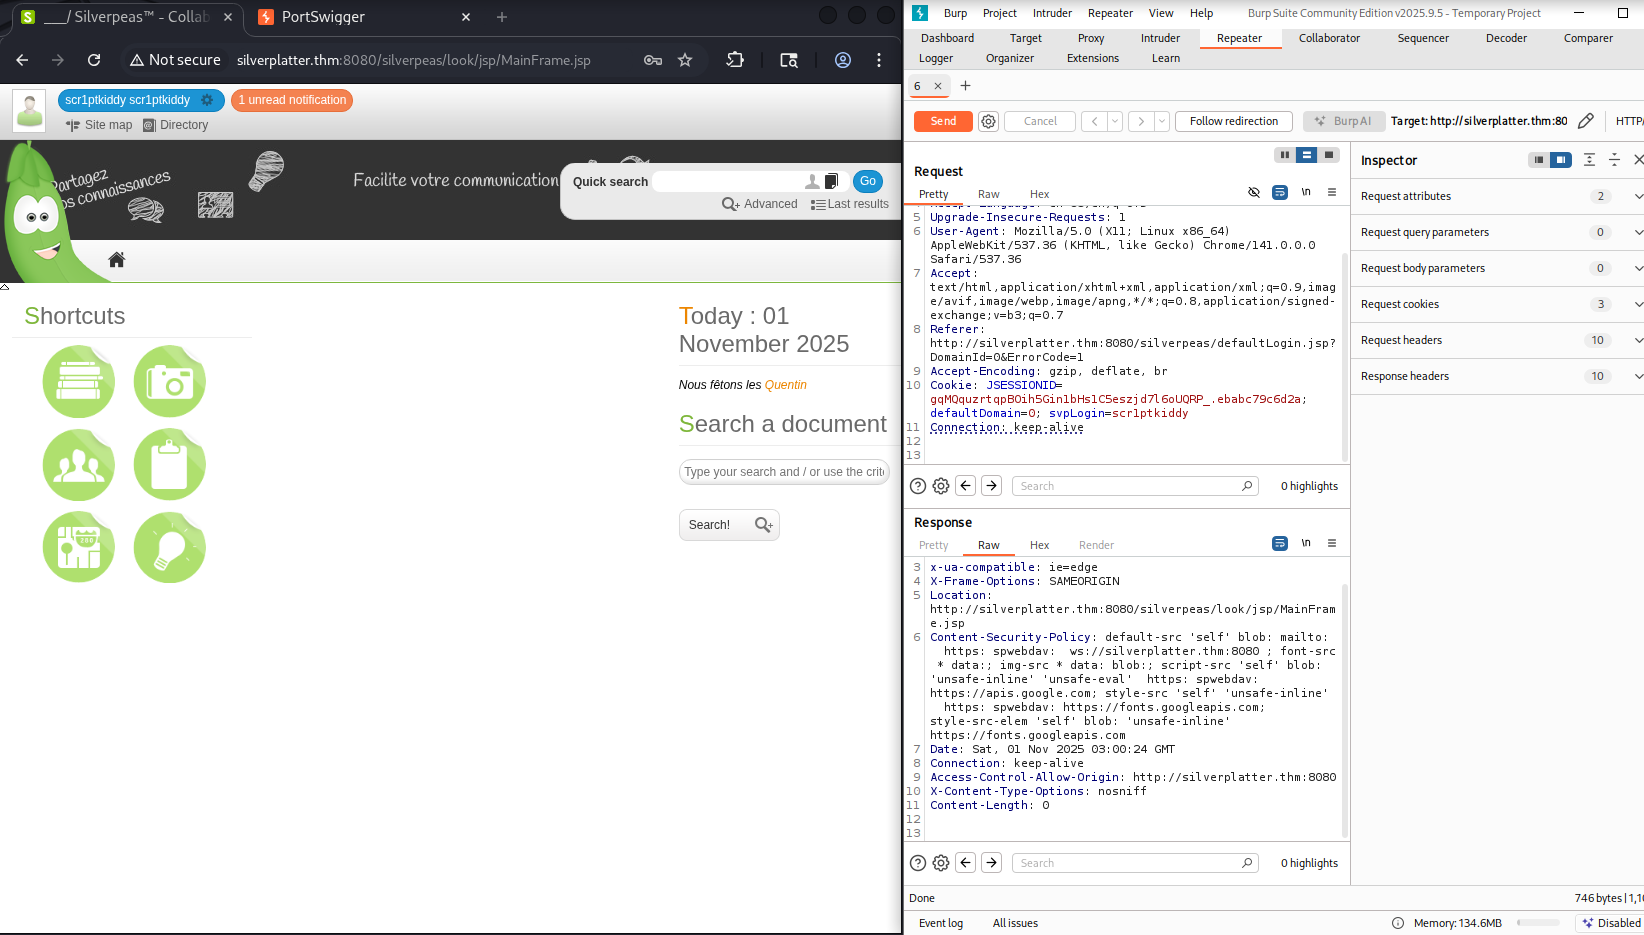 S ___/ Silverpeas™ - Collab
PortSwigger
Not secure silverplatter.thm:8080/silverpeas/look/jsp/MainFrame.jsp
scr1ptkiddy scr1ptkiddy
1 unread notification
Site map
Directory
Partagez
vos connaissances
Facilite votre communication
Quick search
Go
Advanced
Last results
Shortcuts
Today : 01
November 2025
Nous fêtons les Quentin
Search a document
Type your search and / or use the crite
Search!
Burp Project Intruder Repeater View Help Burp Suite Community Edition v2025.9.5 - Temporary Project
Dashboard Target Proxy Intruder Repeater Collaborator Sequencer Decoder Comparer
Logger Organizer Extensions Learn
6
Send Cancel Follow redirection Burp AI Target: http://silverplatter.thm:80 HTTP/
Request
Pretty Raw Hex \n
5 Upgrade-Insecure-Requests: 1
6 User-Agent: Mozilla/5.0 (X11; Linux x86_64)
AppleWebKit/537.36 (KHTML, like Gecko) Chrome/141.0.0.0
Safari/537.36
7 Accept:
text/html,application/xhtml+xml,application/xml;q=0.9,imag
e/avif,image/webp,image/apng,*/*;q=0.8,application/signed-
exchange;v=b3;q=0.7
8 Referer:
http://silverplatter.thm:8080/silverpeas/defaultLogin.jsp?
DomainId=0&ErrorCode=1
9 Accept-Encoding: gzip, deflate, br
10 Cookie: JSESSIONID=
gqMQquzrtqpBOih5Gin1bHs1C5eszjd7l6oUQRP_.ebabc79c6d2a;
defaultDomain=0; svpLogin=scr1ptkiddy
11 Connection: keep-alive
12
13
Search 0 highlights
Response
Pretty Raw Hex Render \n
3 x-ua-compatible: ie=edge
4 X-Frame-Options: SAMEORIGIN
5 Location:
http://silverplatter.thm:8080/silverpeas/look/jsp/MainFram
e.jsp
6 Content-Security-Policy: default-src 'self' blob: mailto:
https: spwebdav: ws://silverplatter.thm:8080 ; font-src
* data:; img-src * data: blob:; script-src 'self' blob:
'unsafe-inline' 'unsafe-eval' https: spwebdav:
https://apis.google.com; style-src 'self' 'unsafe-inline'
https: spwebdav: https://fonts.googleapis.com;
style-src-elem 'self' blob: 'unsafe-inline'
https://fonts.googleapis.com
7 Date: Sat, 01 Nov 2025 03:00:24 GMT
8 Connection: keep-alive
9 Access-Control-Allow-Origin: http://silverplatter.thm:8080
10 X-Content-Type-Options: nosniff
11 Content-Length: 0
12
13
Search 0 highlights
Inspector
Request attributes 2
Request query parameters 0
Request body parameters 0
Request cookies 3
Request headers 10
Response headers 10
Done 746 bytes | 1,10
Event log All issues Memory: 134.6MB Disabled